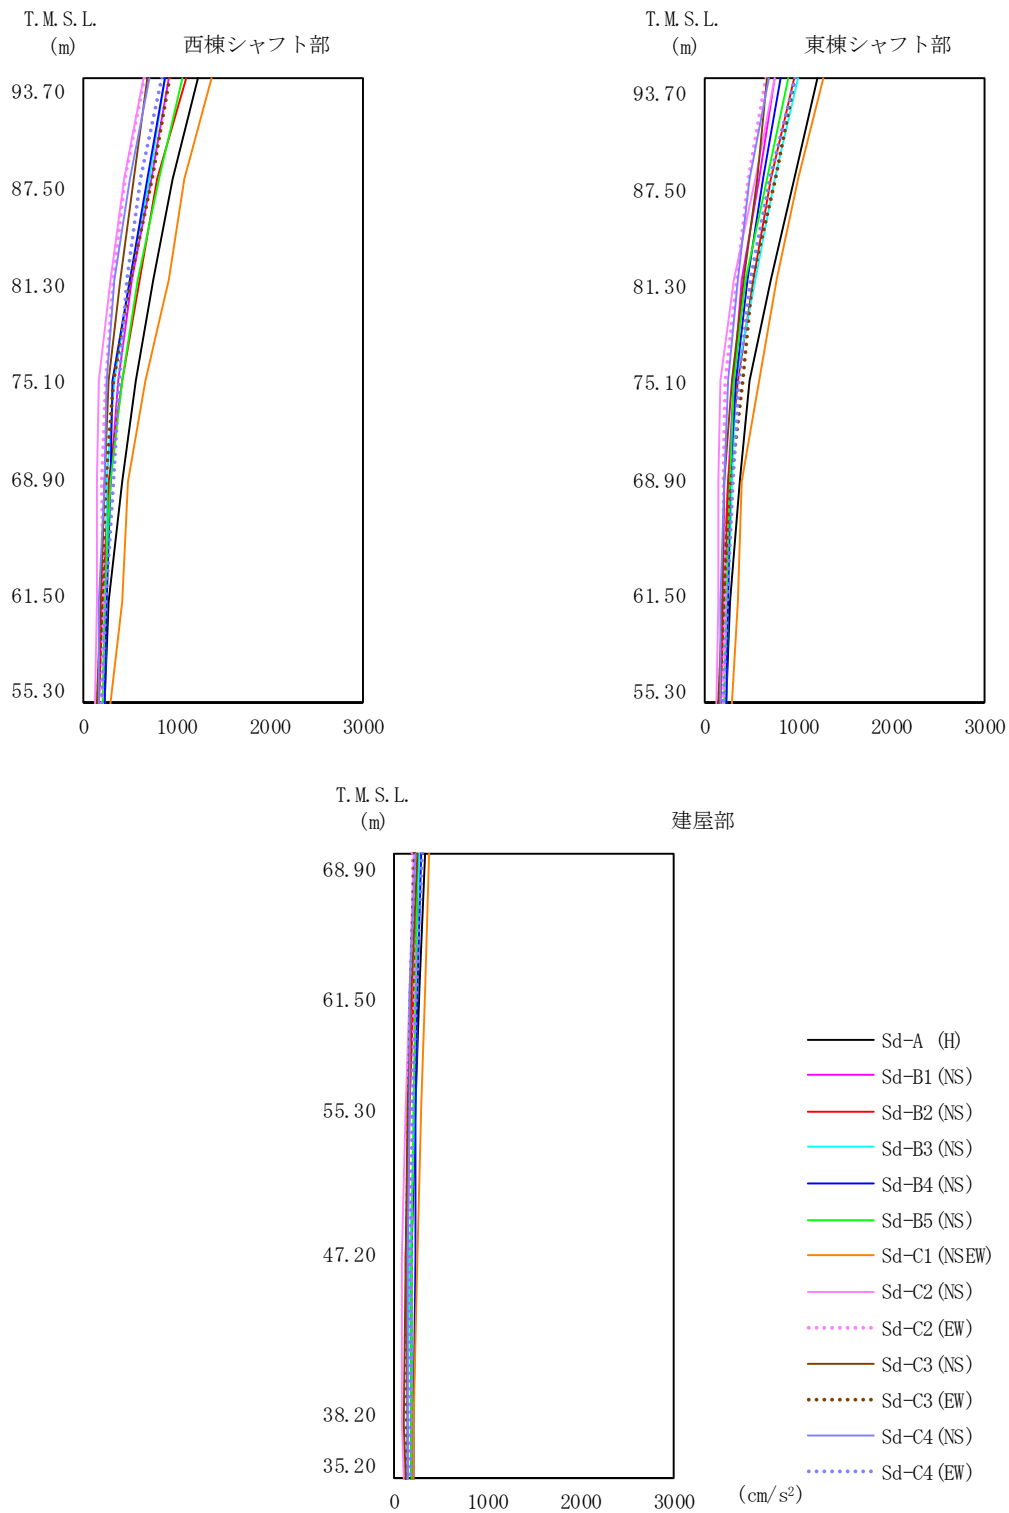 T.M.S.L.
(m)
西棟シャフト部
93.70
87.50
81.30
75.10
68.90
61.50
55.30
0 1000 2000 3000
T.M.S.L.
(m)
東棟シャフト部
93.70
87.50
81.30
75.10
68.90
61.50
55.30
0 1000 2000 3000
T.M.S.L.
(m)
建屋部
68.90
61.50
55.30
47.20
38.20
35.20
0 1000 2000 3000
(cm/s²)
Sd-A (H)
Sd-B1(NS)
Sd-B2(NS)
Sd-B3(NS)
Sd-B4(NS)
Sd-B5(NS)
Sd-C1(NSEW)
Sd-C2(NS)
Sd-C2(EW)
Sd-C3(NS)
Sd-C3(EW)
Sd-C4(NS)
Sd-C4(EW)